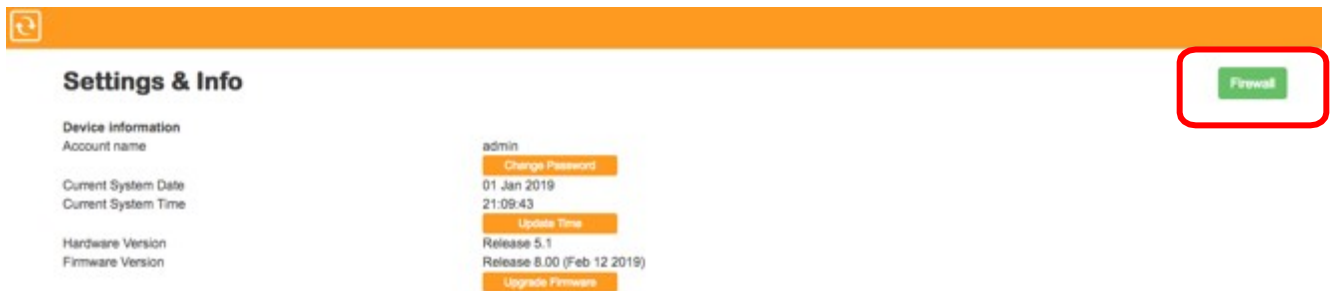 Settings & Info
Firewall
Device information
Account name admin
Change Password
Current System Date 01 Jan 2019
Current System Time 21:09:43
Update Time
Hardware Version Release 5.1
Firmware Version Release 8.00 (Feb 12 2019)
Upgrade Firmware